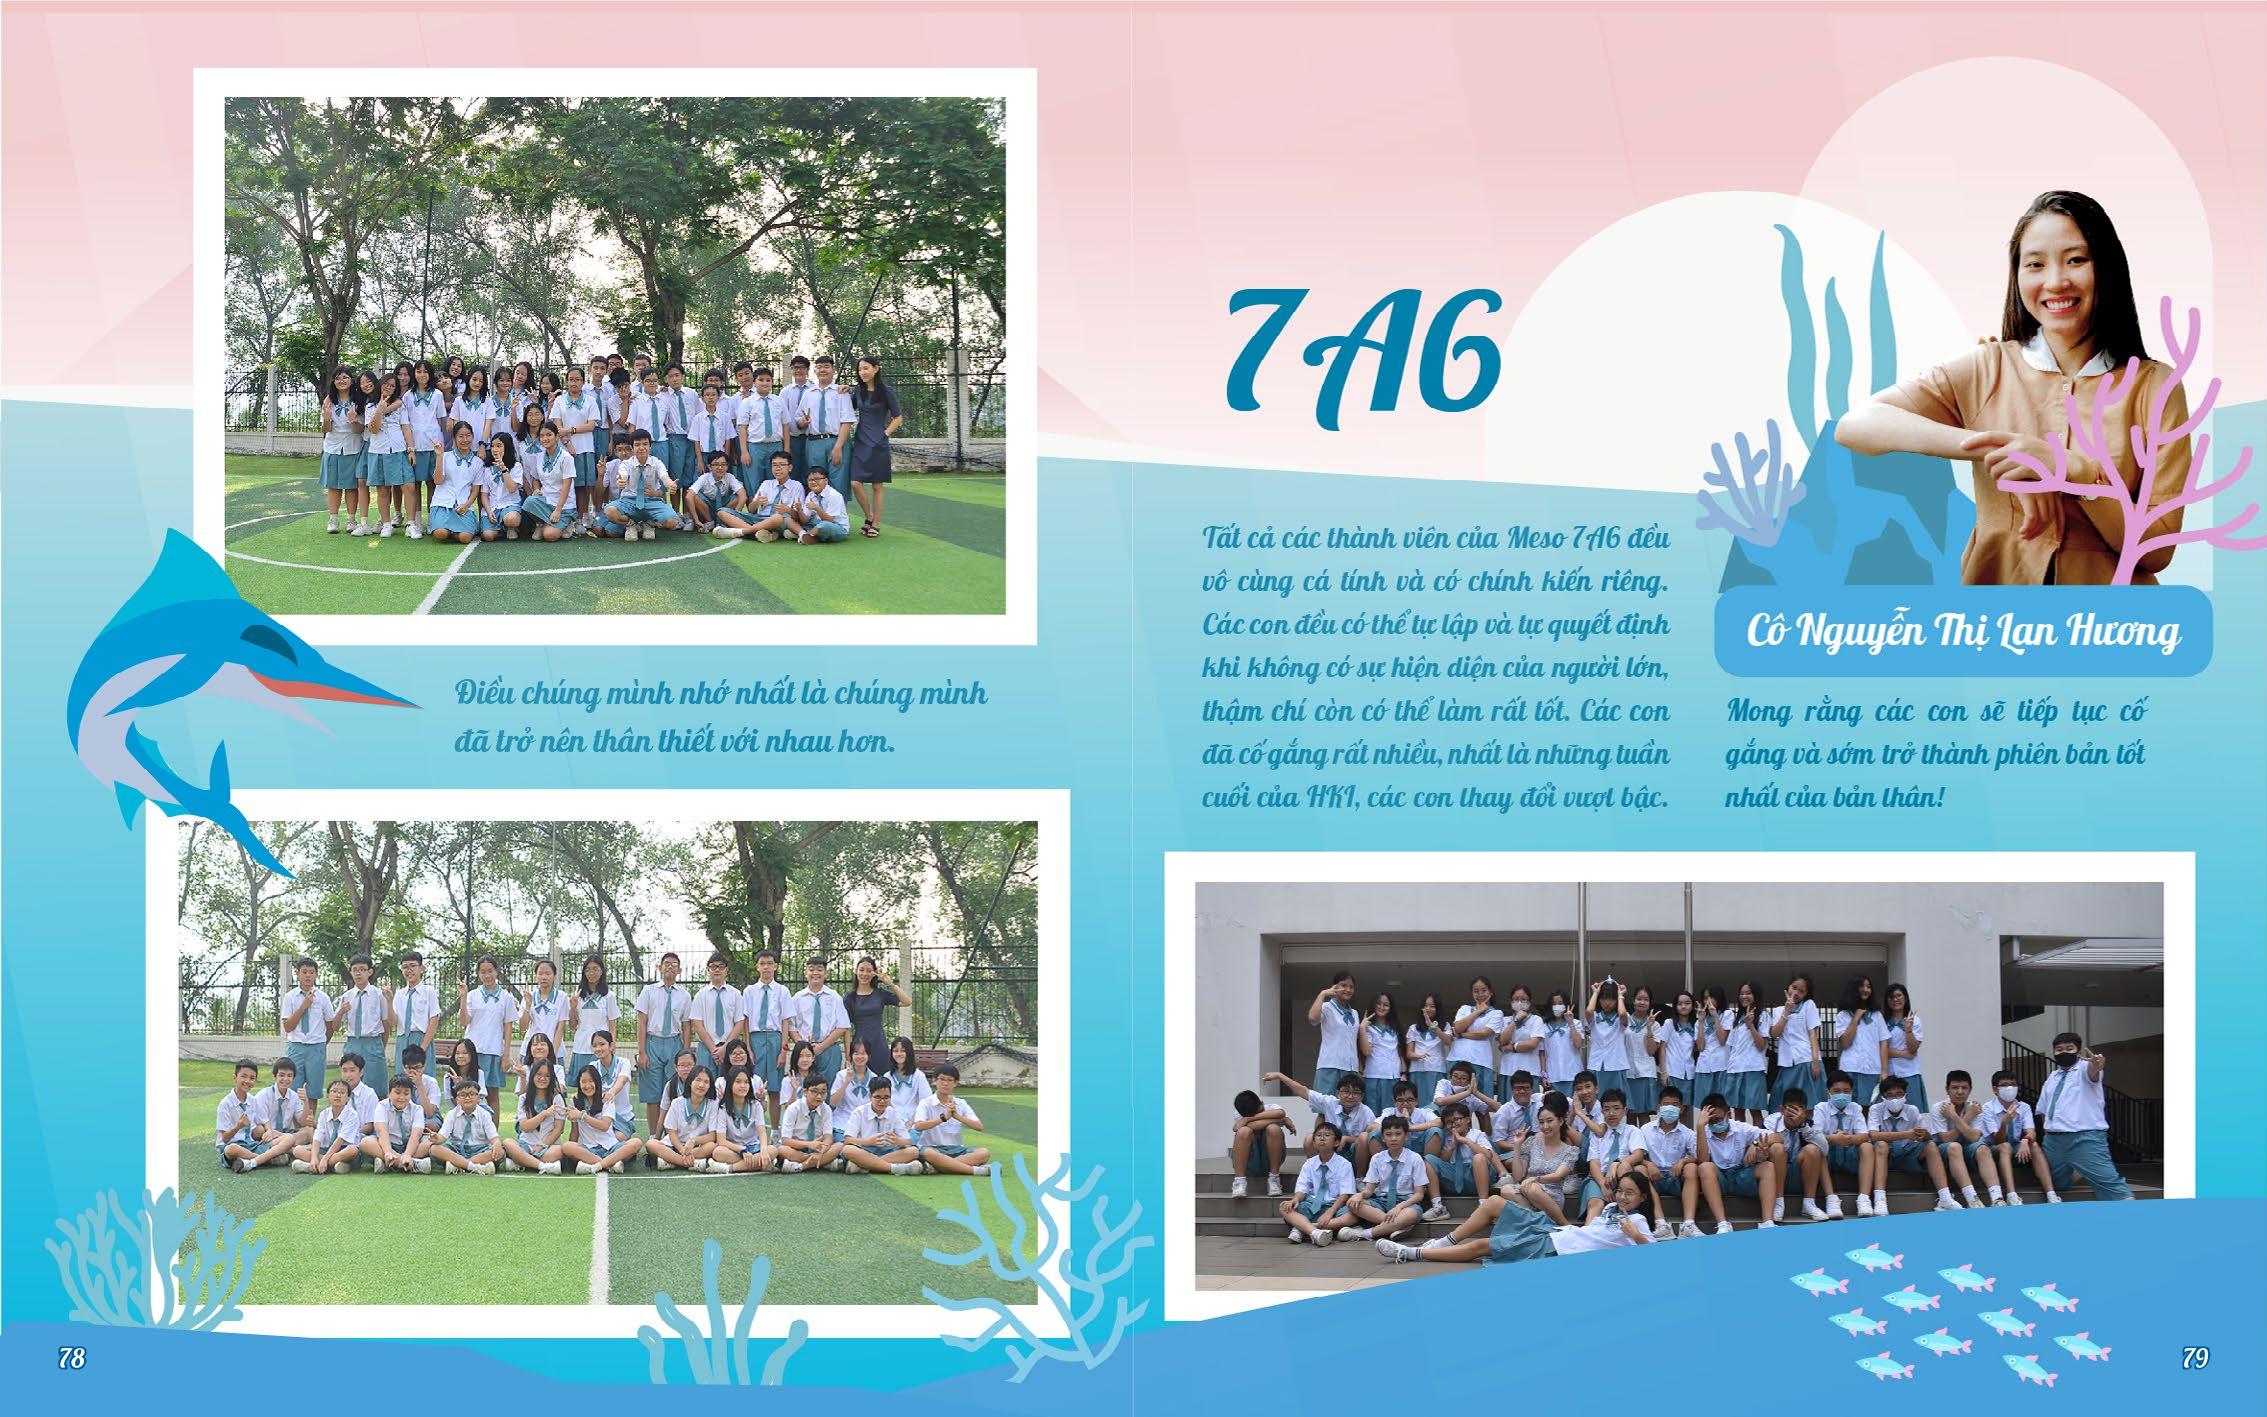 Điều chúng mình nhớ nhất là chúng mình
đã trở nên thân thiết với nhau hơn.
78
7A6
Tất cả các thành viên của Meso 7A6 đều
vô cùng cá tính và có chính kiến riêng.
Các con đều có thể tự lập và tự quyết định
khi không có sự hiện diện của người lớn,
thậm chí còn có thể làm rất tốt. Các con
đã cố gắng rất nhiều, nhất là những tuần
cuối của HKI, các con thay đổi vượt bậc.
Cô Nguyễn Thị Lan Hương
Mong rằng các con sẽ tiếp tục cố
gắng và sớm trở thành phiên bản tốt
nhất của bản thân!
79